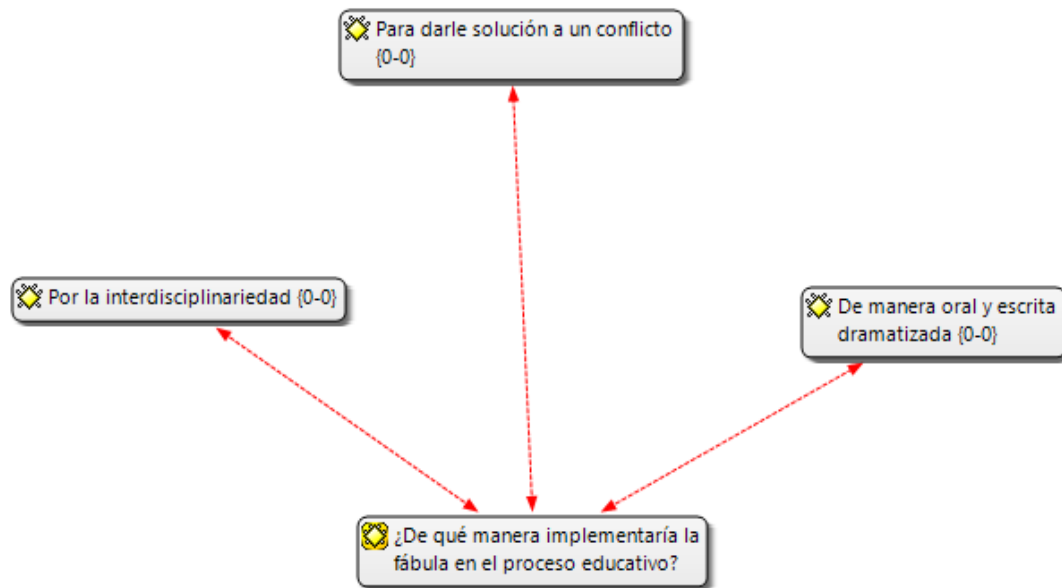 Para darle solución a un conflicto
{0-0}
Por la interdisciplinariedad {0-0}
De manera oral y escrita
dramatizada {0-0}
¿De qué manera implementaría la
fábula en el proceso educativo?